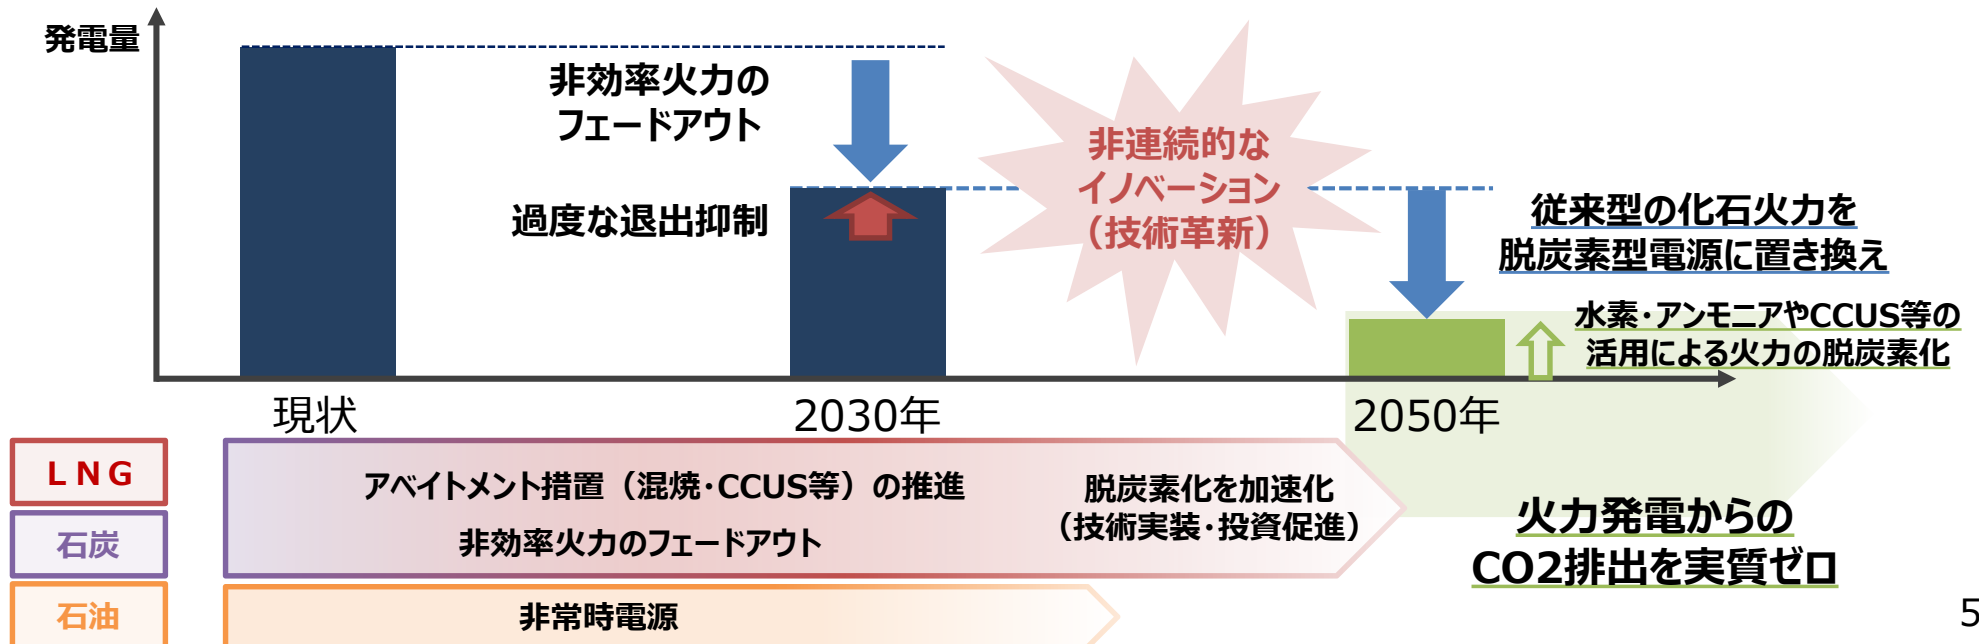 発電量
非効率火力の
フェードアウト
過度な退出抑制
非連続的な
イノベーション
（技術革新）
従来型の化石火力を
脱炭素型電源に置き換え
水素・アンモニアやCCUS等の
活用による火力の脱炭素化
現状
2030年
2050年
ＬＮＧ
アベイトメント措置（混焼・CCUS等）の推進
脱炭素化を加速化
（技術実装・投資促進）
石炭
非効率火力のフェードアウト
火力発電からの
CO2排出を実質ゼロ
石油
非常時電源
5